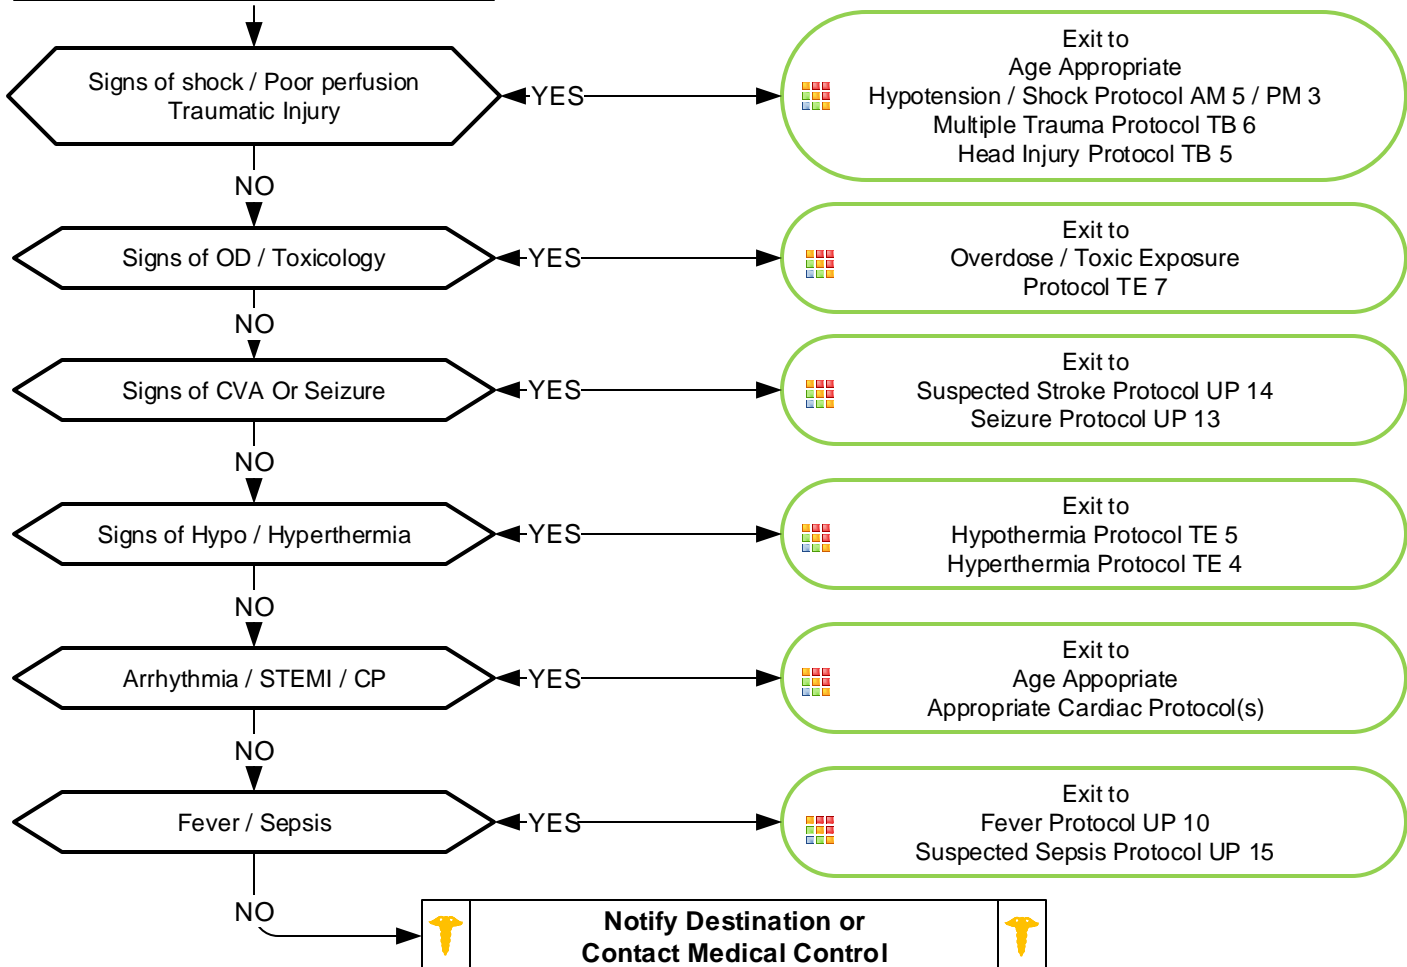 Signs of shock / Poor perfusion
Traumatic Injury
YES
Exit to
Age Appropriate
Hypotension / Shock Protocol AM 5 / PM 3
Multiple Trauma Protocol TB 6
Head Injury Protocol TB 5
NO
Signs of OD / Toxicology
YES
Exit to
Overdose / Toxic Exposure
Protocol TE 7
NO
Signs of CVA Or Seizure
YES
Exit to
Suspected Stroke Protocol UP 14
Seizure Protocol UP 13
NO
Signs of Hypo / Hyperthermia
YES
Exit to
Hypothermia Protocol TE 5
Hyperthermia Protocol TE 4
NO
Arrhythmia / STEMI / CP
YES
Exit to
Age Appopriate
Appropriate Cardiac Protocol(s)
NO
Fever / Sepsis
YES
Exit to
Fever Protocol UP 10
Suspected Sepsis Protocol UP 15
NO
Notify Destination or
Contact Medical Control